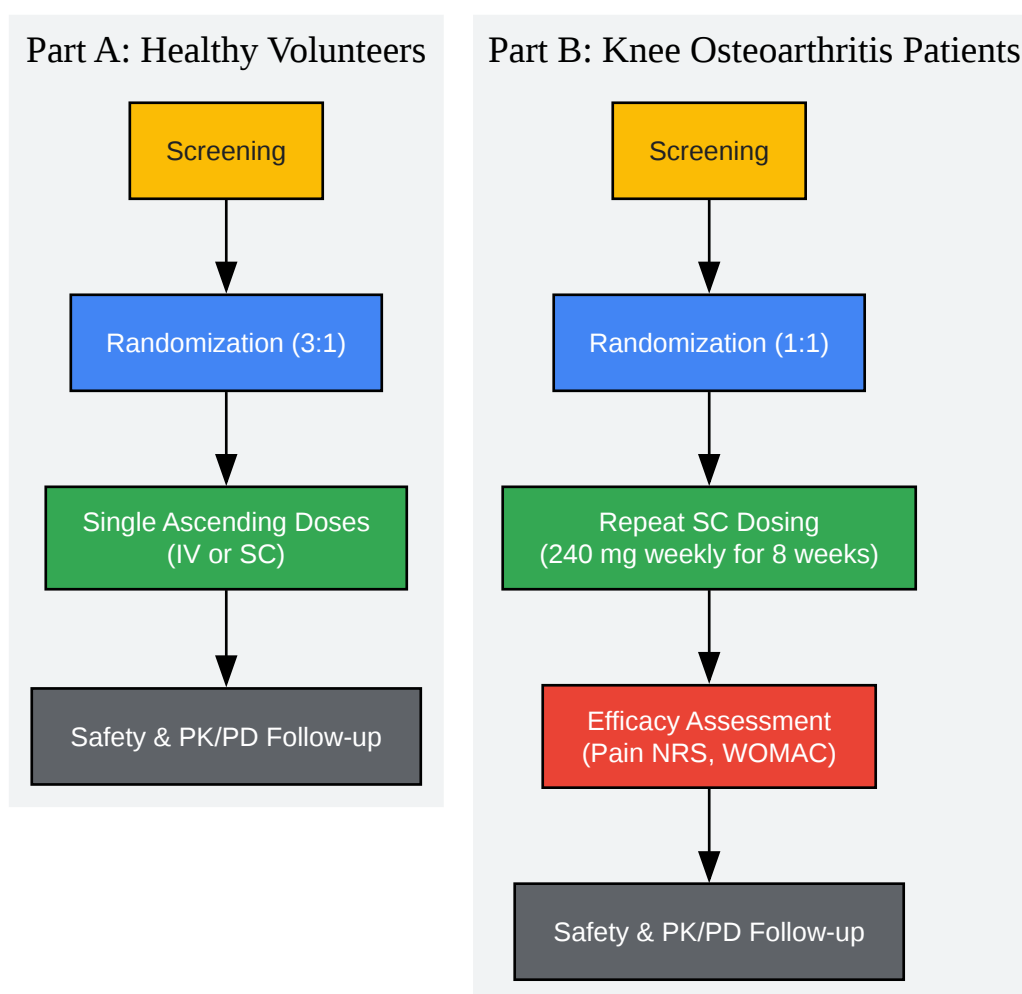 Part A: Healthy Volunteers
Screening
Randomization (3:1)
Single Ascending Doses
(IV or SC)
Safety & PK/PD Follow-up
Part B: Knee Osteoarthritis Patients
Screening
Randomization (1:1)
Repeat SC Dosing
(240 mg weekly for 8 weeks)
Efficacy Assessment
(Pain NRS, WOMAC)
Safety & PK/PD Follow-up